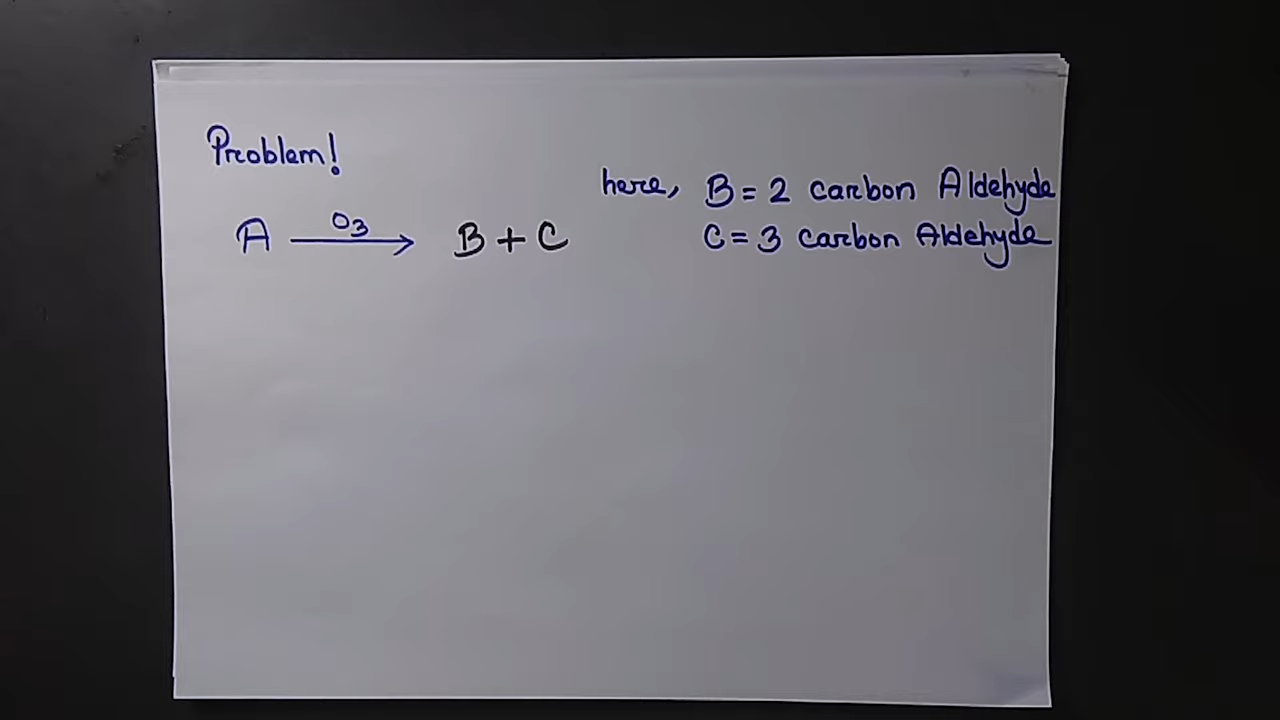 Problem!
here, B = 2 carbon Aldehyde
A O3 → B + C
C = 3 carbon Aldehyde